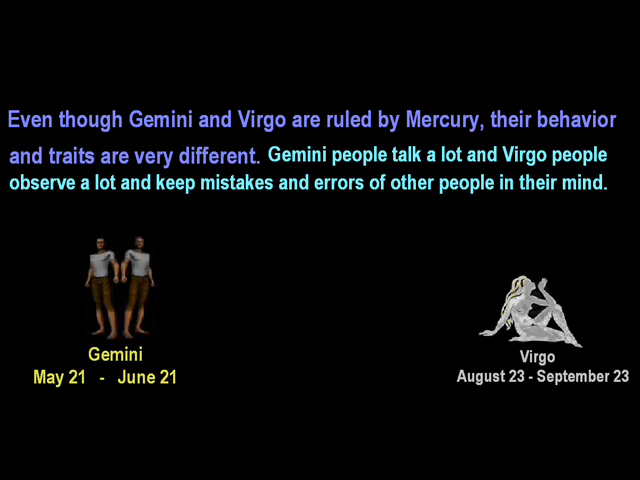 Even though Gemini and Virgo are ruled by Mercury, their behavior
and traits are very different. Gemini people talk a lot and Virgo people
observe a lot and keep mistakes and errors of other people in their mind.
Gemini
May 21 - June 21
Virgo
August 23 - September 23